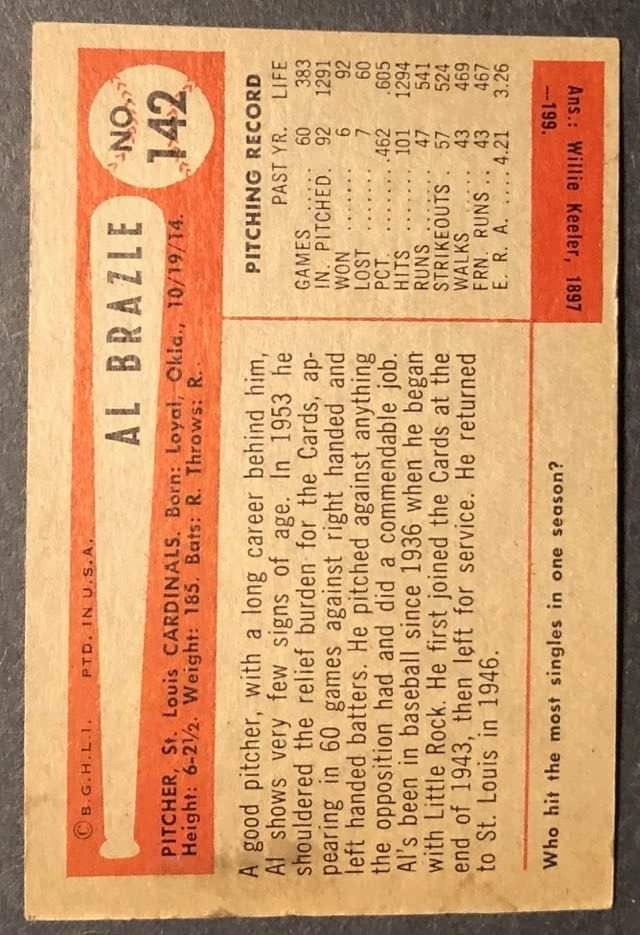 © B.G.H.L.I. PTD. IN U.S.A.
AL BRAZLE
NO. 142
PITCHER, St. Louis CARDINALS. Born: Loyal, Okla., 10/19/14.
Height: 6-2½. Weight: 185. Bats: R. Throws: R.
A good pitcher, with a long career behind him,
Al shows very few signs of age. In 1953 he
shouldered the relief burden for the Cards, ap-
pearing in 60 games against right handed and
left handed batters. He pitched against anything
the opposition had and did a commendable job.
Al's been in baseball since 1936 when he began
with Little Rock. He first joined the Cards at the
end of 1943, then left for service. He returned
to St. Louis in 1946.
PITCHING RECORD
PAST YR. LIFE
GAMES ...... 60 383
IN. PITCHED. 92 1291
WON ....... 6 92
LOST ....... 7 60
PCT. ....... .462 .605
HITS ....... 101 1294
RUNS ....... 47 541
STRIKEOUTS . 57 524
WALKS ..... 43 469
ERN. RUNS ... 43 467
E. R. A. .... 4.21 3.26
Who hit the most singles in one season?
Ans.: Willie Keeler, 1897
—199.